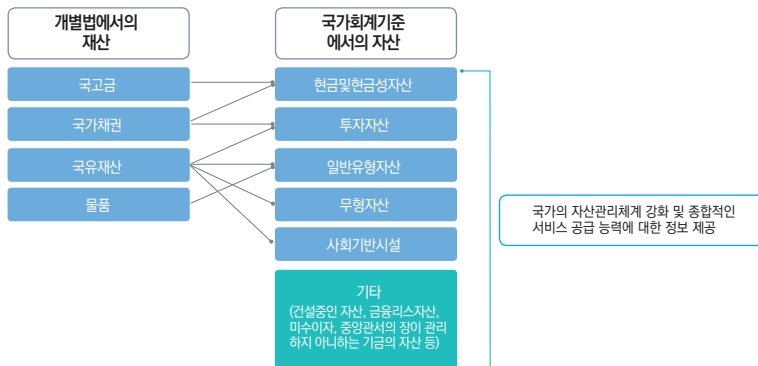 개별법에서의
재산
국가회계기준
에서의 자산
국고금
국가채권
국유재산
물품
현금및현금성자산
투자자산
일반유형자산
무형자산
사회기반시설
기타
(건설중인 자산, 금융리스자산,
미수이자, 중앙관서의 장이 관리
하지 아니하는 기금의 자산 등)
국가의 자산관리체계 강화 및 종합적인
서비스 공급 능력에 대한 정보 제공